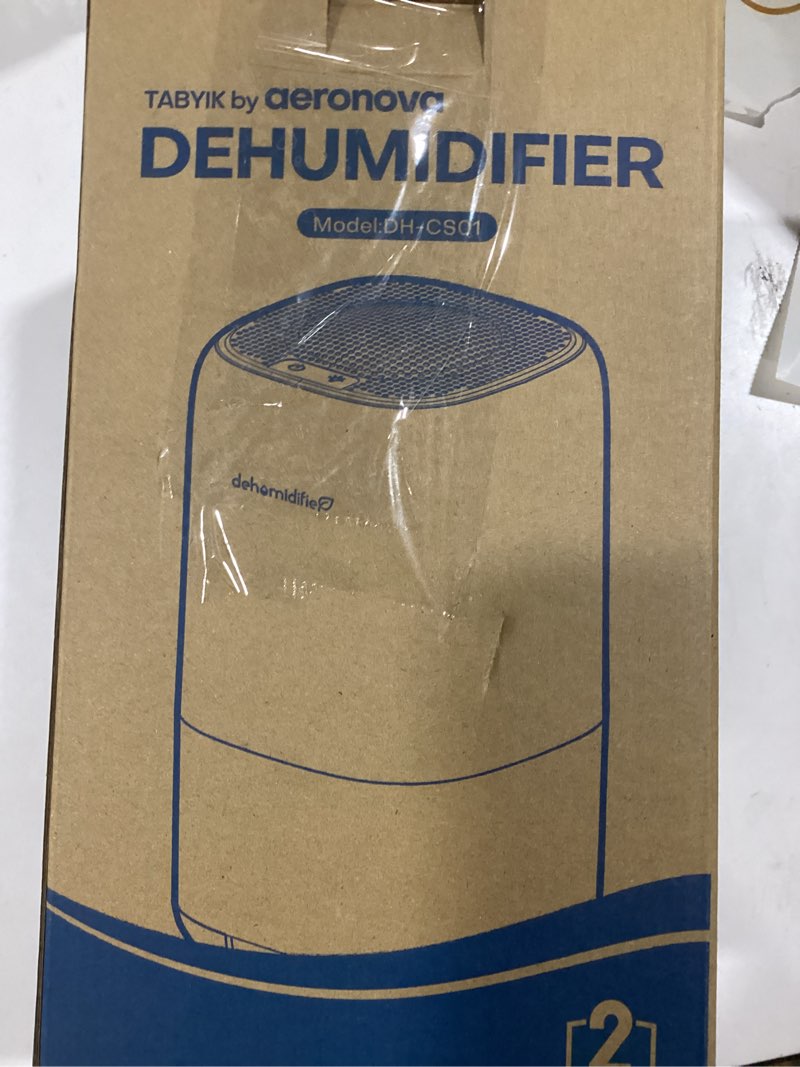 TABYIK by aeronova
DEHUMIDIFIER
Model:DH-CS01
dehumidifier
2